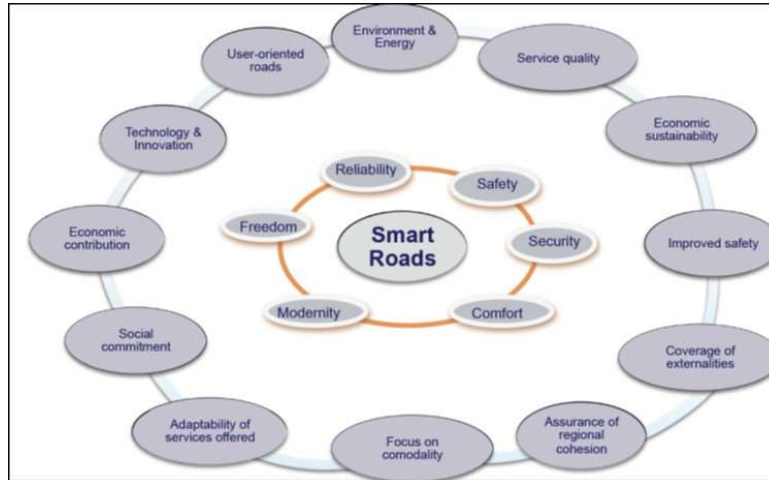 Environment &
Energy
User-oriented
roads
Service quality
Technology &
Innovation
Economic
sustainability
Reliability
Safety
Freedom
Smart
Roads
Security
Economic
contribution
Improved safety
Modernity
Comfort
Social
commitment
Coverage of
externalities
Adaptability of
services offered
Focus on
comodality
Assurance of
regional
cohesion